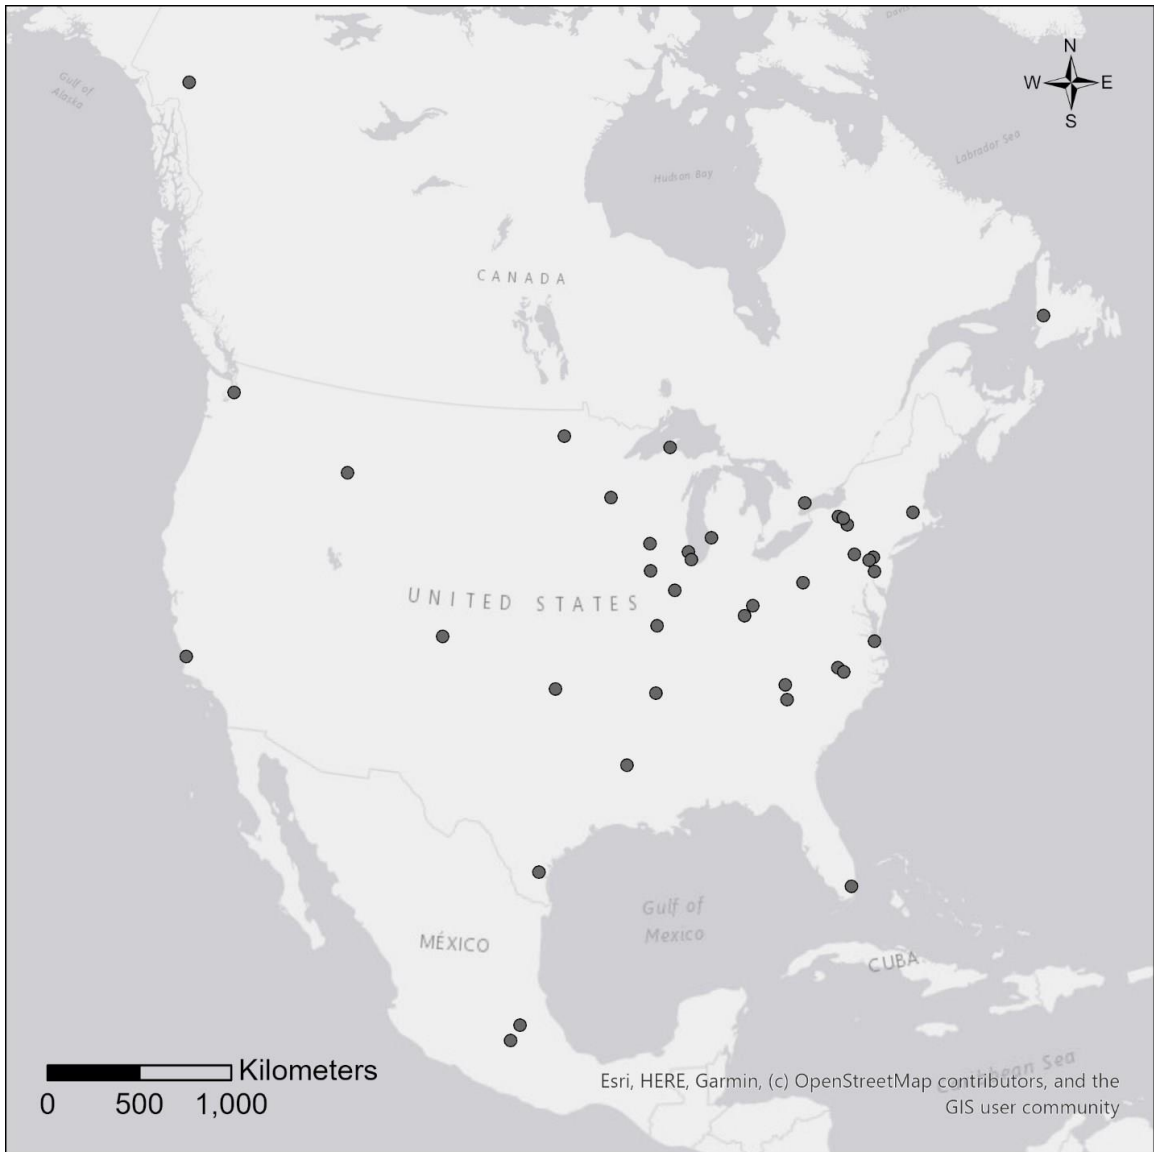 N
W E
S
Gulf of
Alaska
Labrador Sea
Hudson Bay
CANADA
UNITED STATES
Gulf of
Mexico
MÉXICO
CUBA
Caribbean Sea
Kilometers
0 500 1,000
Esri, HERE, Garmin, (c) OpenStreetMap contributors, and the
GIS user community